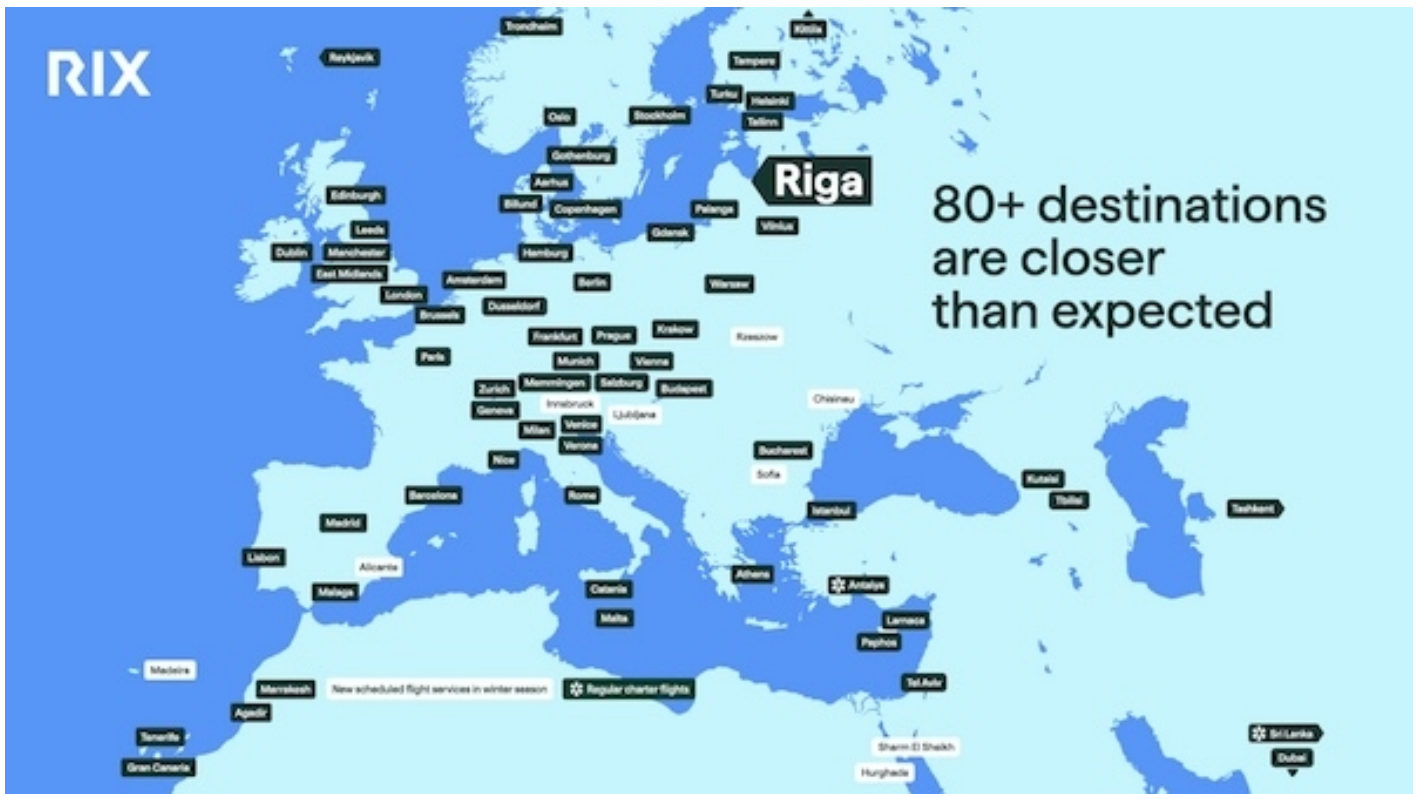 RIX
Trondheim
Kittila
Reykjavik
Tampere
Turku
Helsinki
Oslo
Stockholm
Tallinn
Gothenburg
Aarhus
Riga
Edinburgh
Billund
Copenhagen
Palanga
80+ destinations
Leeds
Gdansk
Vilnius
Dublin
Manchester
Hamburg
are closer
East Midlands
Amsterdam
Berlin
Warsaw
London
Brussels
Dusseldorf
than expected
Frankfurt
Prague
Krakow
Rzeszow
Paris
Munich
Vienna
Zurich
Memmingen
Salzburg
Budapest
Innsbruck
Chisinau
Geneva
Ljubljana
Milan
Venice
Verona
Bucharest
Nice
Sofia
Kutaisi
Barcelona
Rome
Tbilisi
Istanbul
Tashkent
Madrid
Lisbon
Alicante
Athens
Antalya
Malaga
Catania
Malta
Larnaca
Paphos
Madeira
Tel Aviv
Marrakesh
New scheduled flight services in winter season
Regular charter flights
Agadir
Tenerife
Sri Lanka
Sharm El Sheikh
Dubai
Gran Canaria
Hurghada